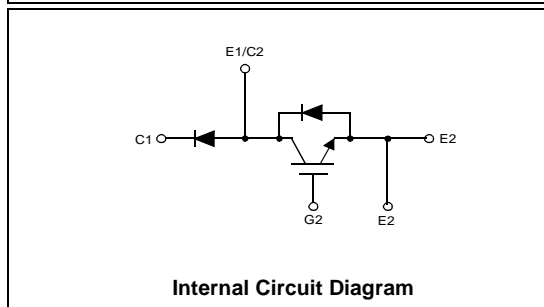 E1/C2
C1
E2
G2
E2
Internal Circuit Diagram